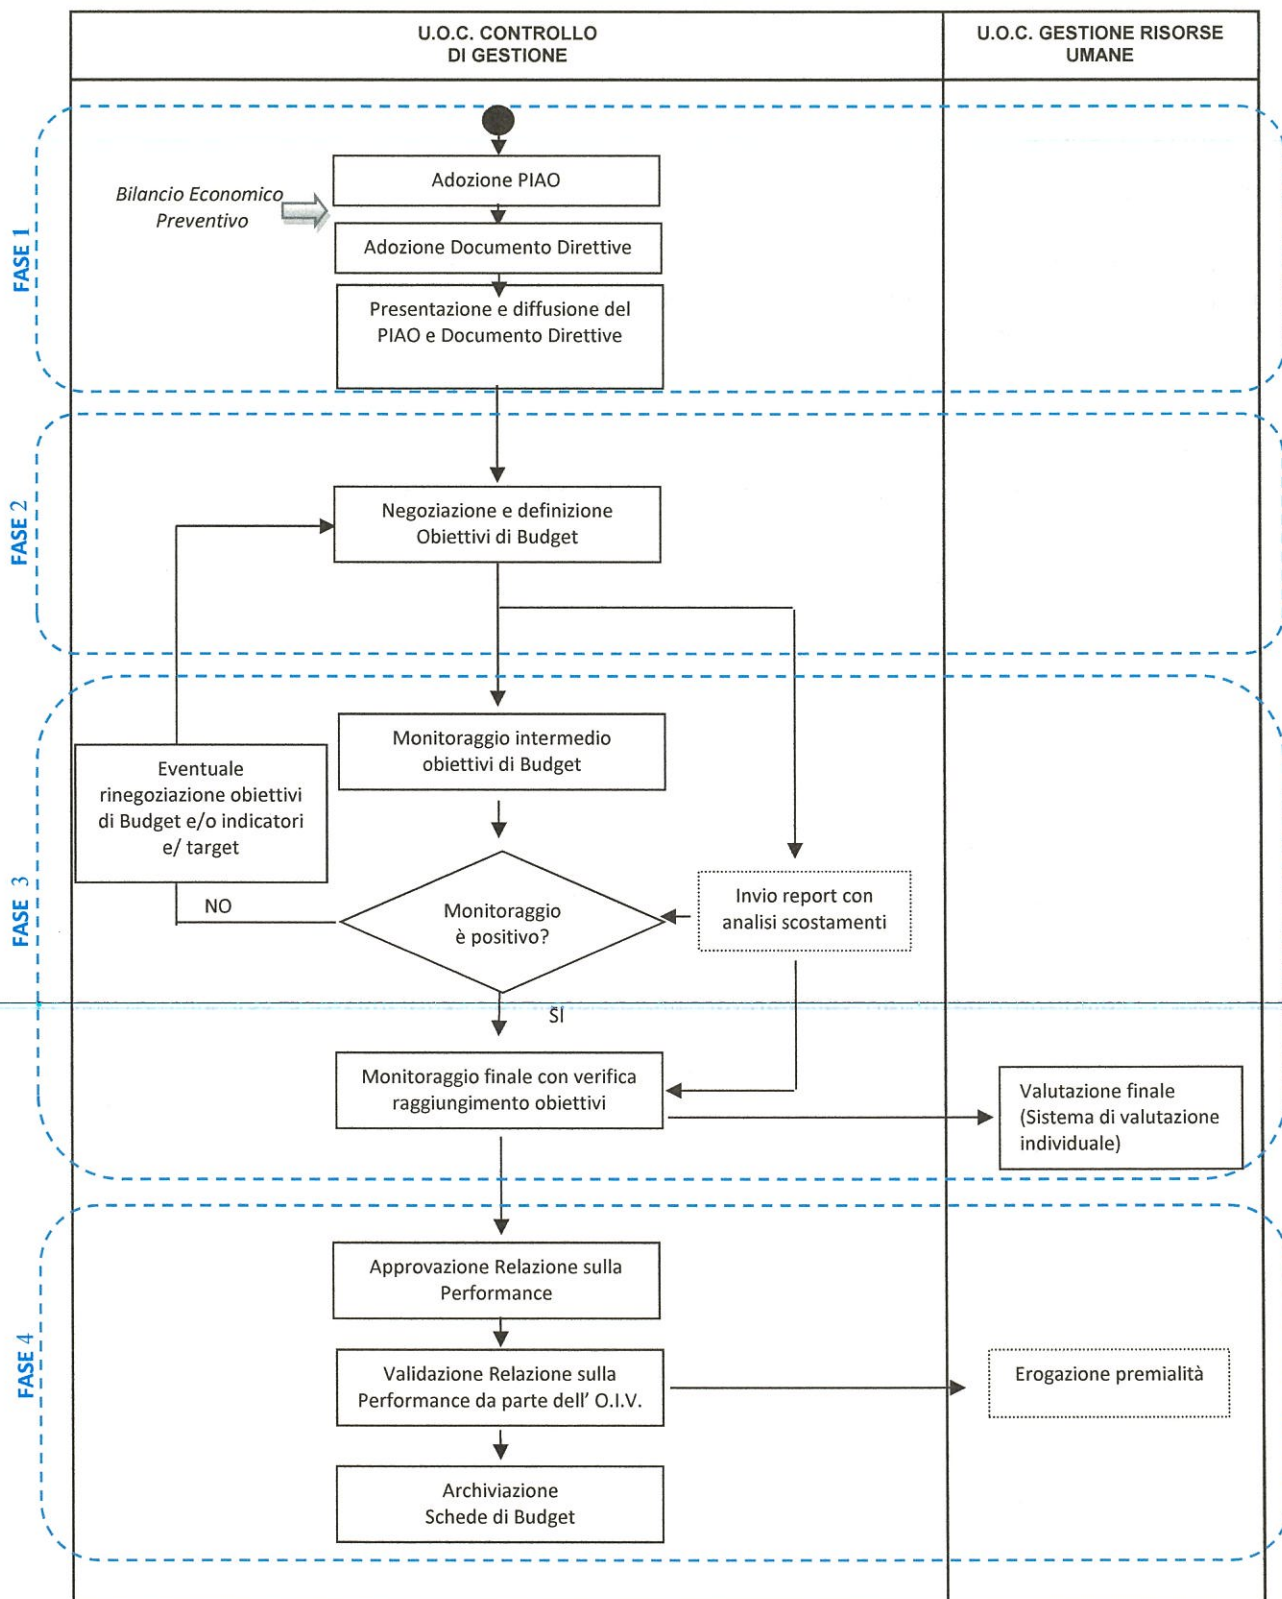 U.O.C. CONTROLLO
DI GESTIONE
U.O.C. GESTIONE RISORSE
UMANE
FASE 1
Adozione PIAO
Bilancio Economico
Preventivo
Adozione Documento Direttive
Presentazione e diffusione del
PIAO e Documento Direttive
FASE 2
Negoziazione e definizione
Obiettivi di Budget
FASE 3
Monitoraggio intermedio
obiettivi di Budget
Eventuale
rinegoziazione obiettivi
di Budget e/o indicatori
e/ target
NO
Monitoraggio
è positivo?
Invio report con
analisi scostamenti
SI
Monitoraggio finale con verifica
raggiungimento obiettivi
Valutazione finale
(Sistema di valutazione
individuale)
FASE 4
Approvazione Relazione sulla
Performance
Validazione Relazione sulla
Performance da parte dell' O.I.V.
Erogazione premialità
Archiviazione
Schede di Budget